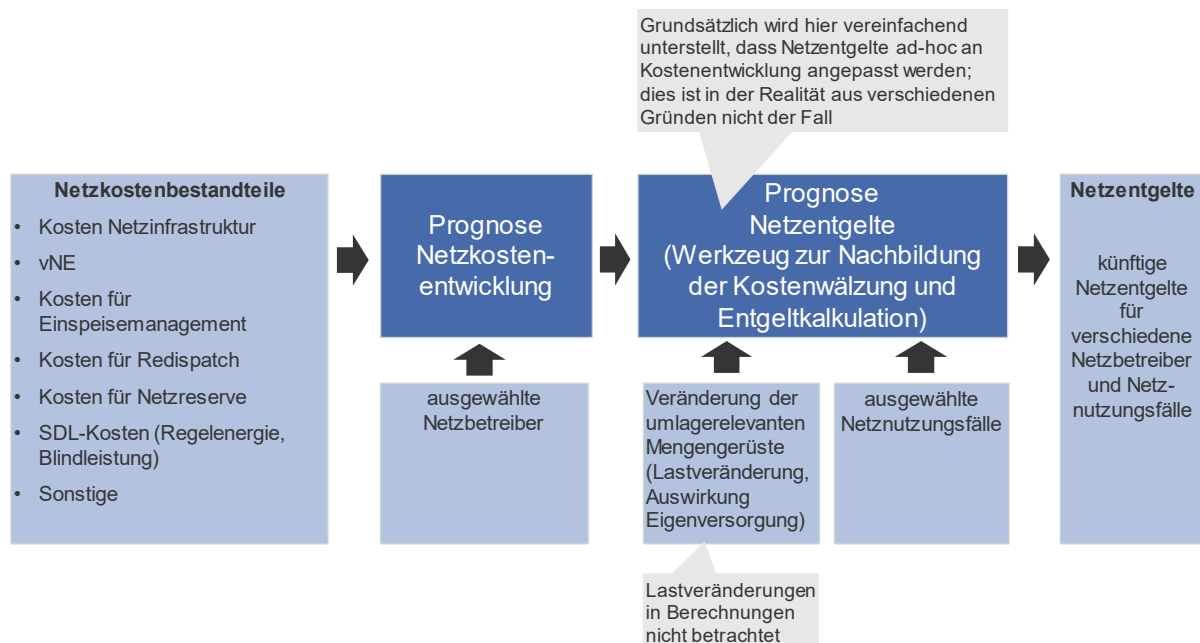 Grundsätzlich wird hier vereinfachend
unterstellt, dass Netzentgelte ad-hoc an
Kostenentwicklung angepasst werden;
dies ist in der Realität aus verschiedenen
Gründen nicht der Fall
Netzkostenbestandteile
• Kosten Netzinfrastruktur
• vNE
• Kosten für
Einspeisemanagement
• Kosten für Redispatch
• Kosten für Netzreserve
• SDL-Kosten (Regelenergie,
Blindleistung)
• Sonstige
Prognose
Netzkosten-
entwicklung
Prognose
Netzentgelte
(Werkzeug zur Nachbildung
der Kostenwälzung und
Entgeltkalkulation)
Netzentgelte
künftige
Netzentgelte
für
verschiedene
Netzbetreiber
und Netz-
nutzungsfälle
ausgewählte
Netzbetreiber
Veränderung der
umlagerelevanten
Mengengerüste
(Lastveränderung,
Auswirkung
Eigenversorgung)
ausgewählte
Netznutzungsfälle
Lastveränderungen
in Berechnungen
nicht betrachtet